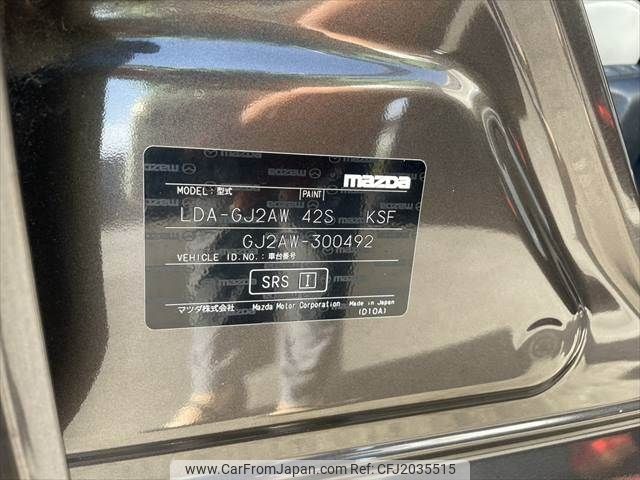 mazda
MODEL:型式 PAINT
LDA-GJ2AW 42S KSF
GJ2AW-300492
VEHICLE ID.NO.:車台番号
SRS I
マツダ株式会社 Mazda Motor Corporation Made in Japan
(D10A)
www.CarFromJapan.com Car Ref: CFJ2035515